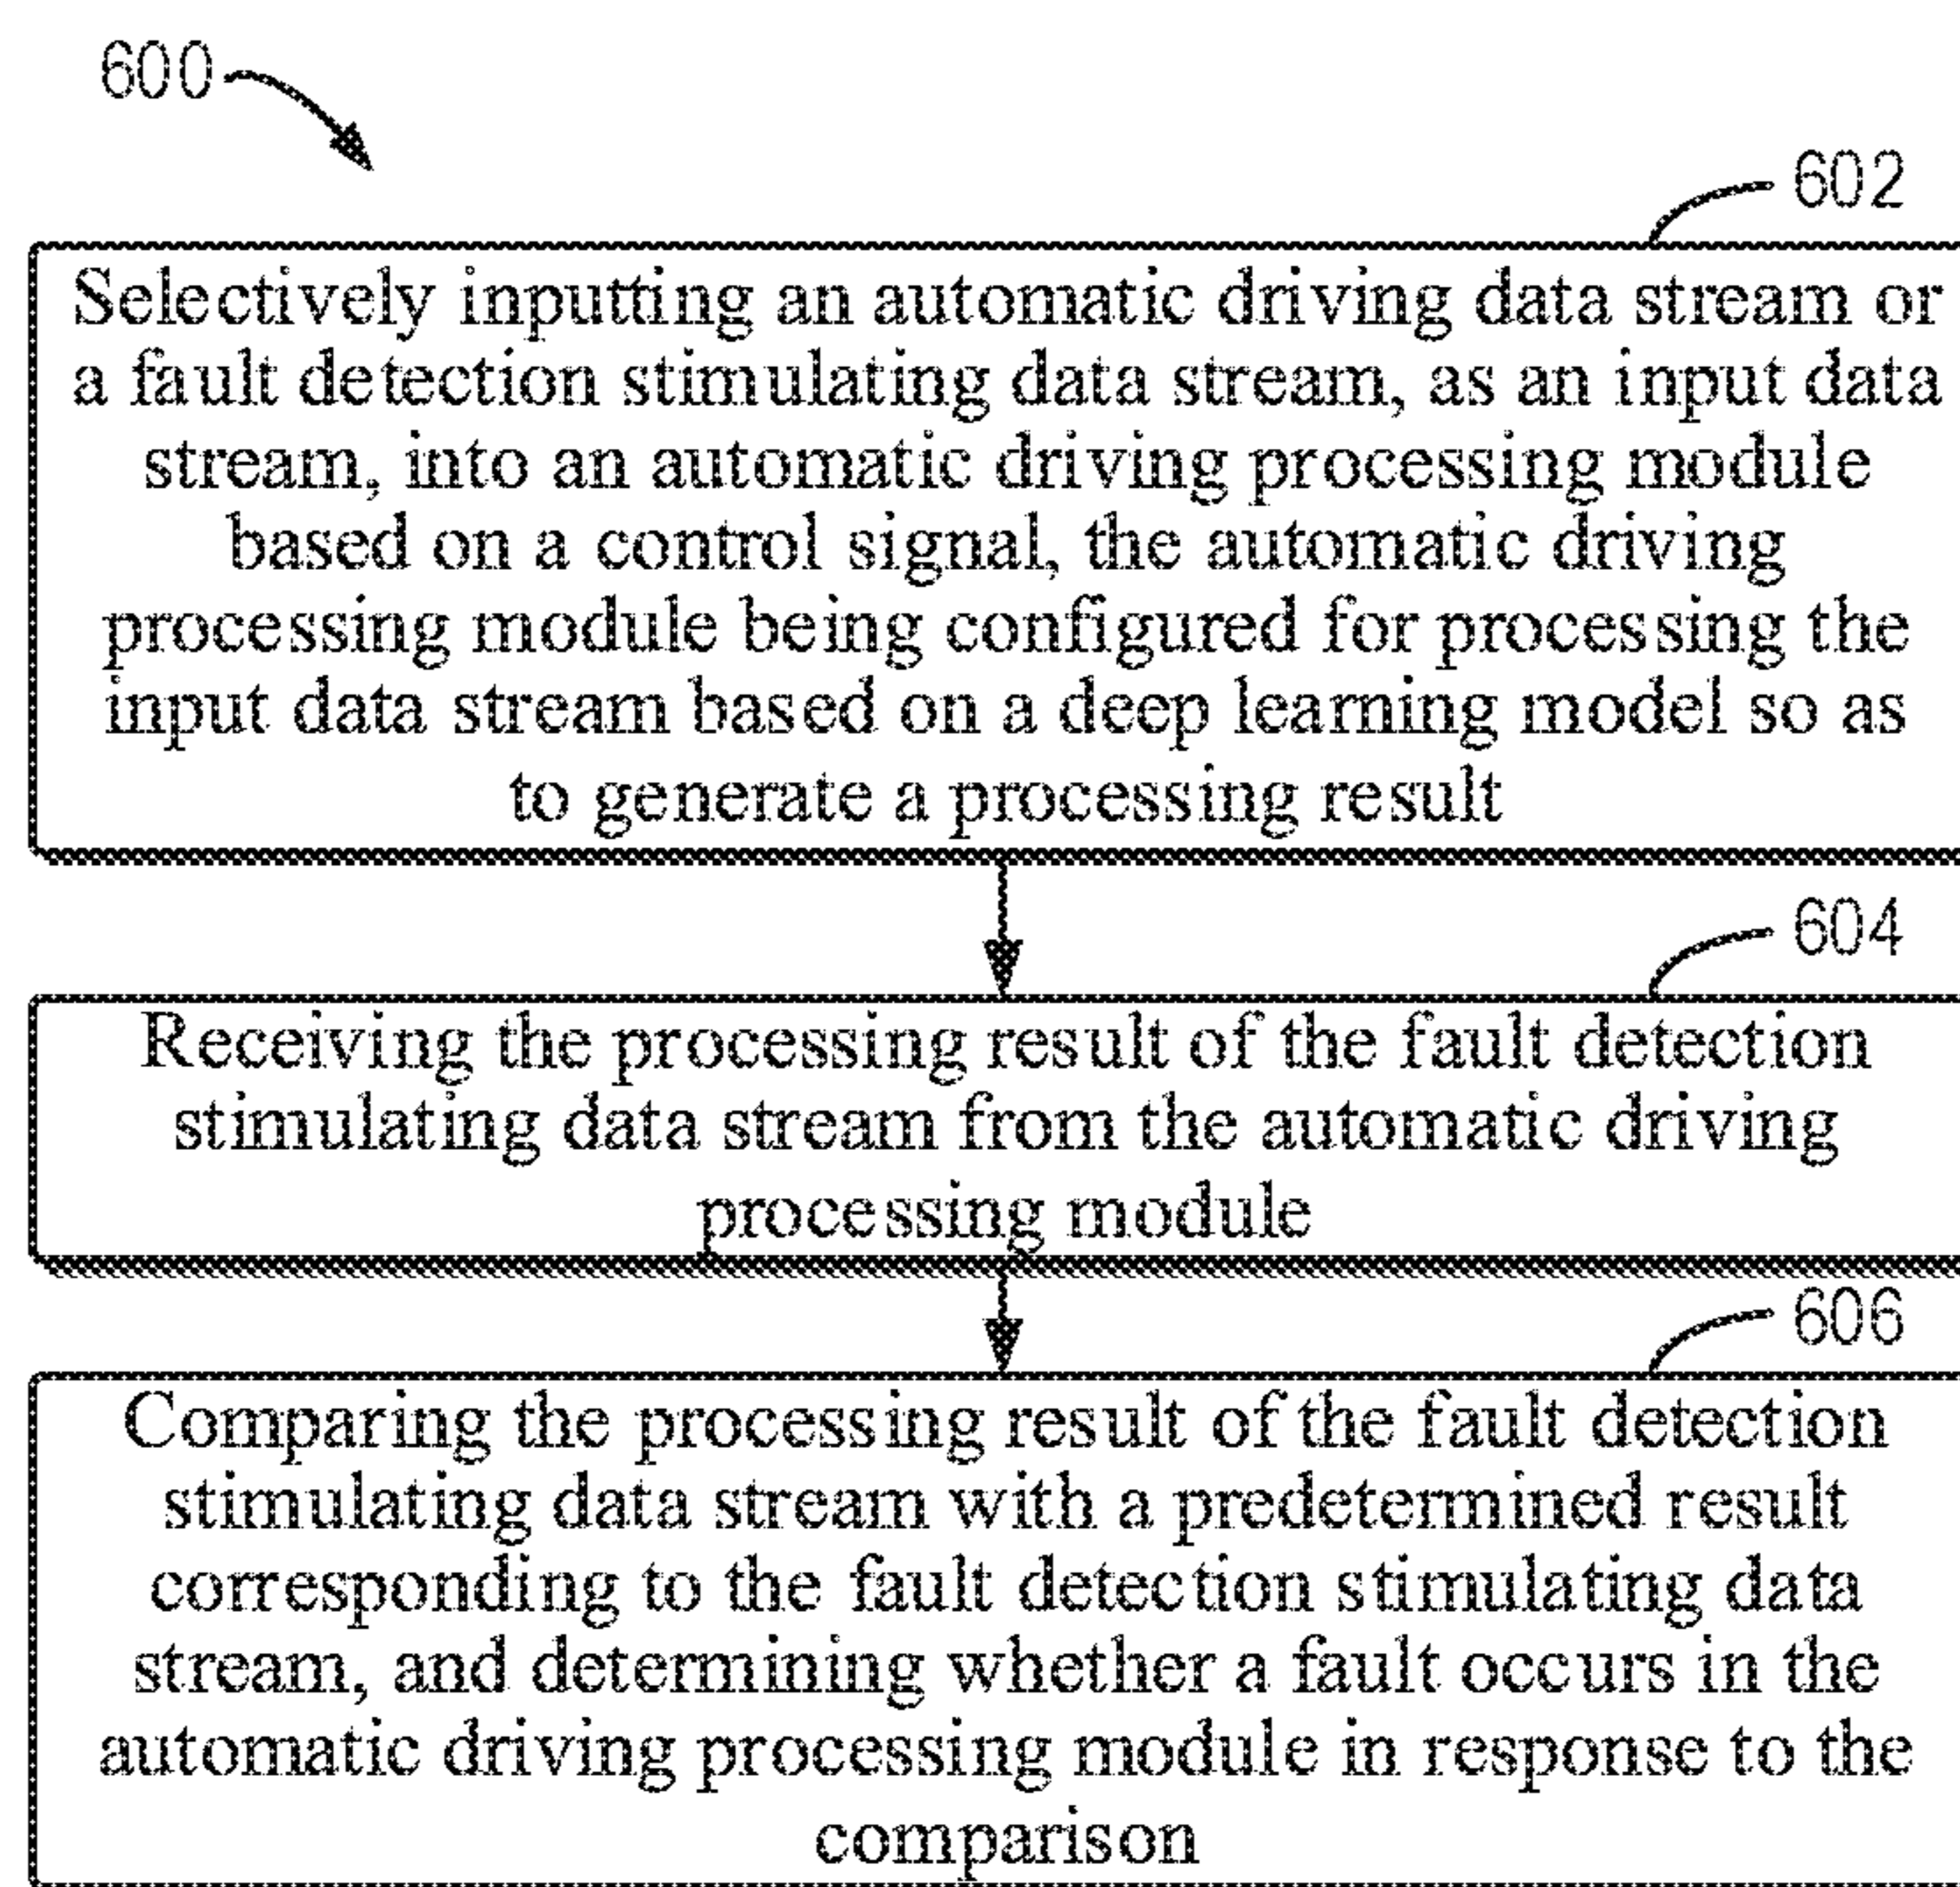 600
602
Selectively inputting an automatic driving data stream or
a fault detection stimulating data stream, as an input data
stream, into an automatic driving processing module
based on a control signal, the automatic driving
processing module being configured for processing the
input data stream based on a deep learning model so as
to generate a processing result
604
Receiving the processing result of the fault detection
stimulating data stream from the automatic driving
processing module
606
Comparing the processing result of the fault detection
stimulating data stream with a predetermined result
corresponding to the fault detection stimulating data
stream, and determining whether a fault occurs in the
automatic driving processing module in response to the
comparison